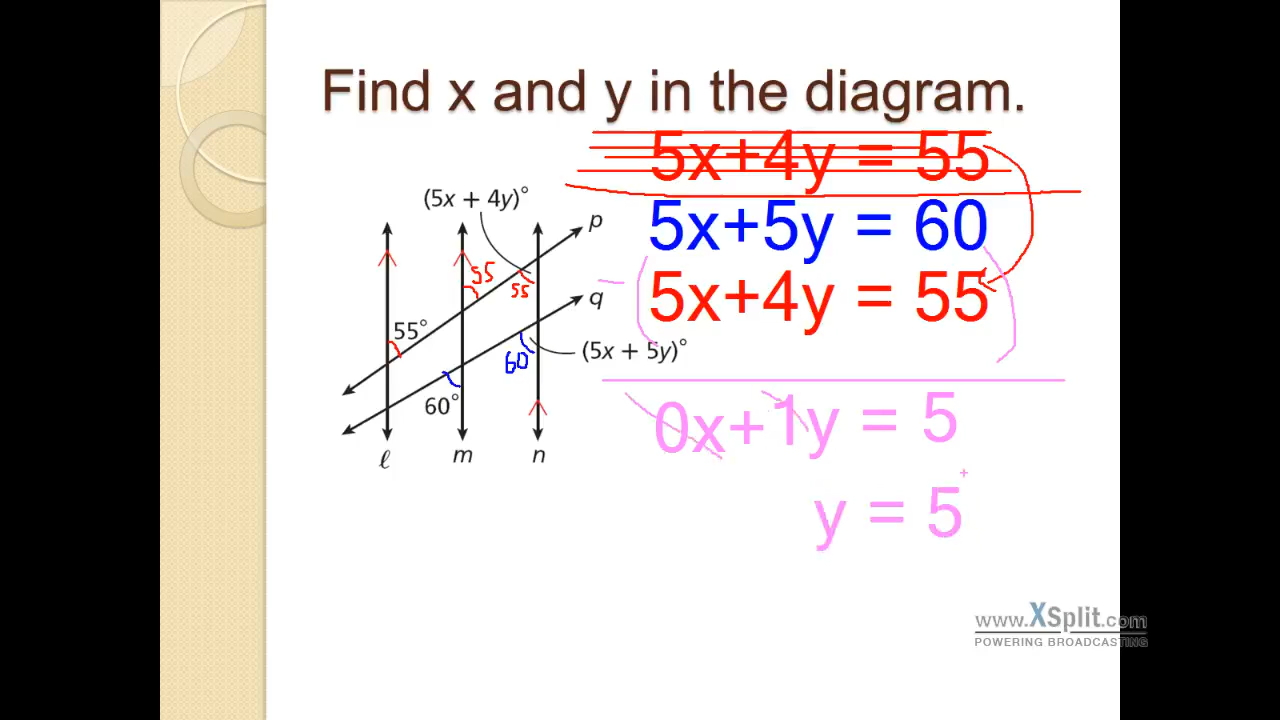 Find x and y in the diagram.
5x+4y = 55
5x+5y = 60
5x+4y = 55
(5x + 4y)°
p
55
55
q
55°
(5x + 5y)°
60
60°
ℓ
m
n
0x+1y = 5
y = 5
www.XSplit.com
POWERING BROADCASTING